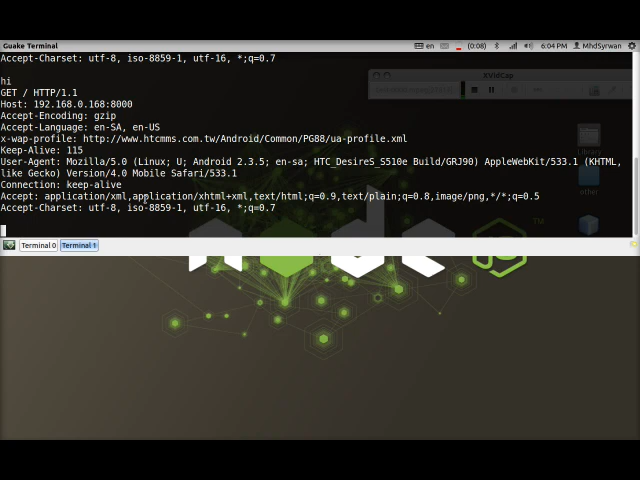 Guake Terminal
en
(0:08)
6:04 PM
MhdSyrwan
Accept-Charset: utf-8, iso-8859-1, utf-16, *;q=0.7
hi
GET / HTTP/1.1
Host: 192.168.0.168:8000
Accept-Encoding: gzip
Accept-Language: en-SA, en-US
x-wap-profile: http://www.htcmms.com.tw/Android/Common/PG88/ua-profile.xml
Keep-Alive: 115
User-Agent: Mozilla/5.0 (Linux; U; Android 2.3.5; en-sa; HTC_DesireS_S510e Build/GRJ90) AppleWebKit/533.1 (KHTML,
like Gecko) Version/4.0 Mobile Safari/533.1
Connection: keep-alive
Accept: application/xml,application/xhtml+xml,text/html;q=0.9,text/plain;q=0.8,image/png,*/*;q=0.5
Accept-Charset: utf-8, iso-8859-1, utf-16, *;q=0.7
XVidCap
Library
other
Terminal 0
Terminal 1
TM